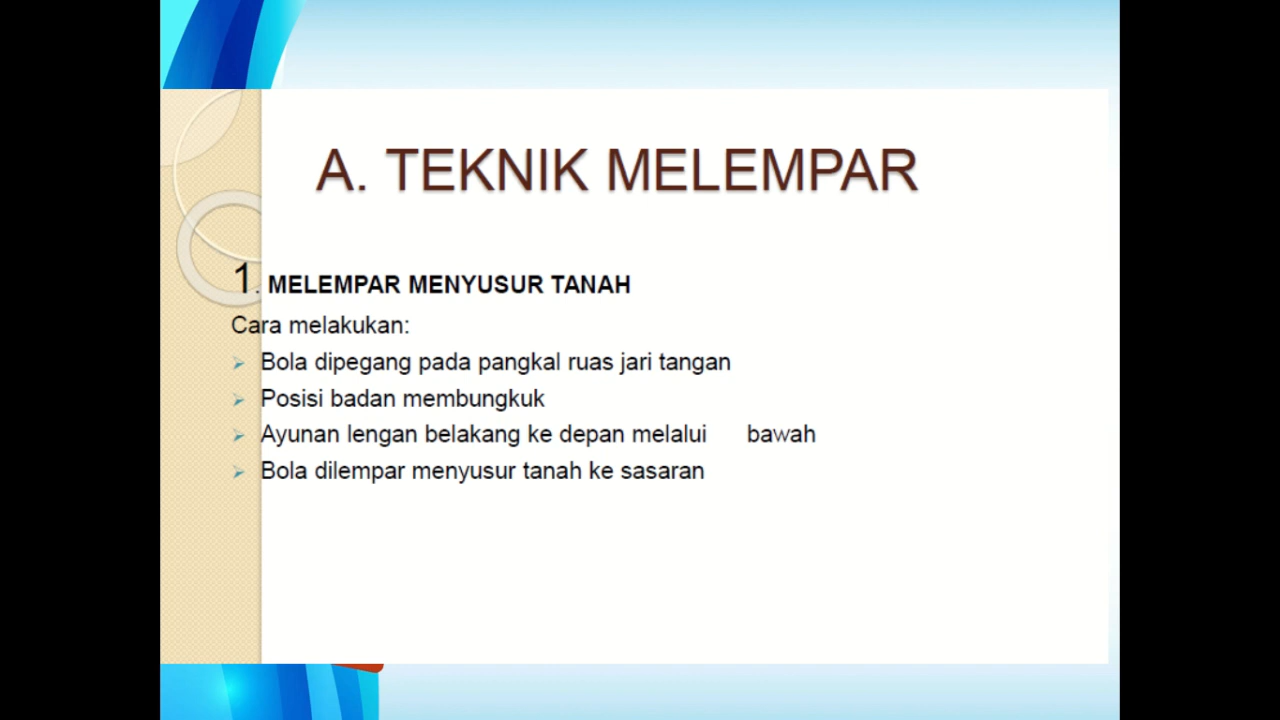 A. TEKNIK MELEMPAR
1. MELEMPAR MENYUSUR TANAH
Cara melakukan:
Bola dipegang pada pangkal ruas jari tangan
Posisi badan membungkuk
Ayunan lengan belakang ke depan melalui bawah
Bola dilempar menyusur tanah ke sasaran